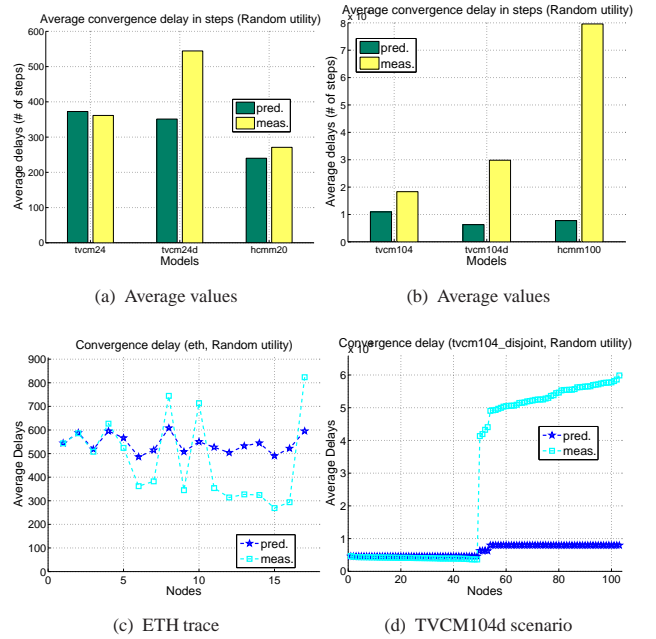 Average convergence delay in steps (Random utility)
600
500
400
300
200
100
0
Average delays (# of steps)
pred.
meas.
tvcm24
tvcm24d
hcmm20
Models
(a) Average values
Average convergence delay in steps (Random utility)
8
7
6
5
4
3
2
1
0
Average delays (# of steps)
pred.
meas.
tvcm104
tvcm104d
hcmm100
Models
(b) Average values
Convergence delay (eth, Random utility)
900
800
700
600
500
400
300
200
100
0
Average Delays
pred.
meas.
0
5
10
15
Nodes
(c) ETH trace
Convergence delay (tvcm104_disjoint, Random utility)
6
5
4
3
2
1
0
Average Delays
pred.
meas.
0
20
40
60
80
100
Nodes
(d) TVCM104d scenario